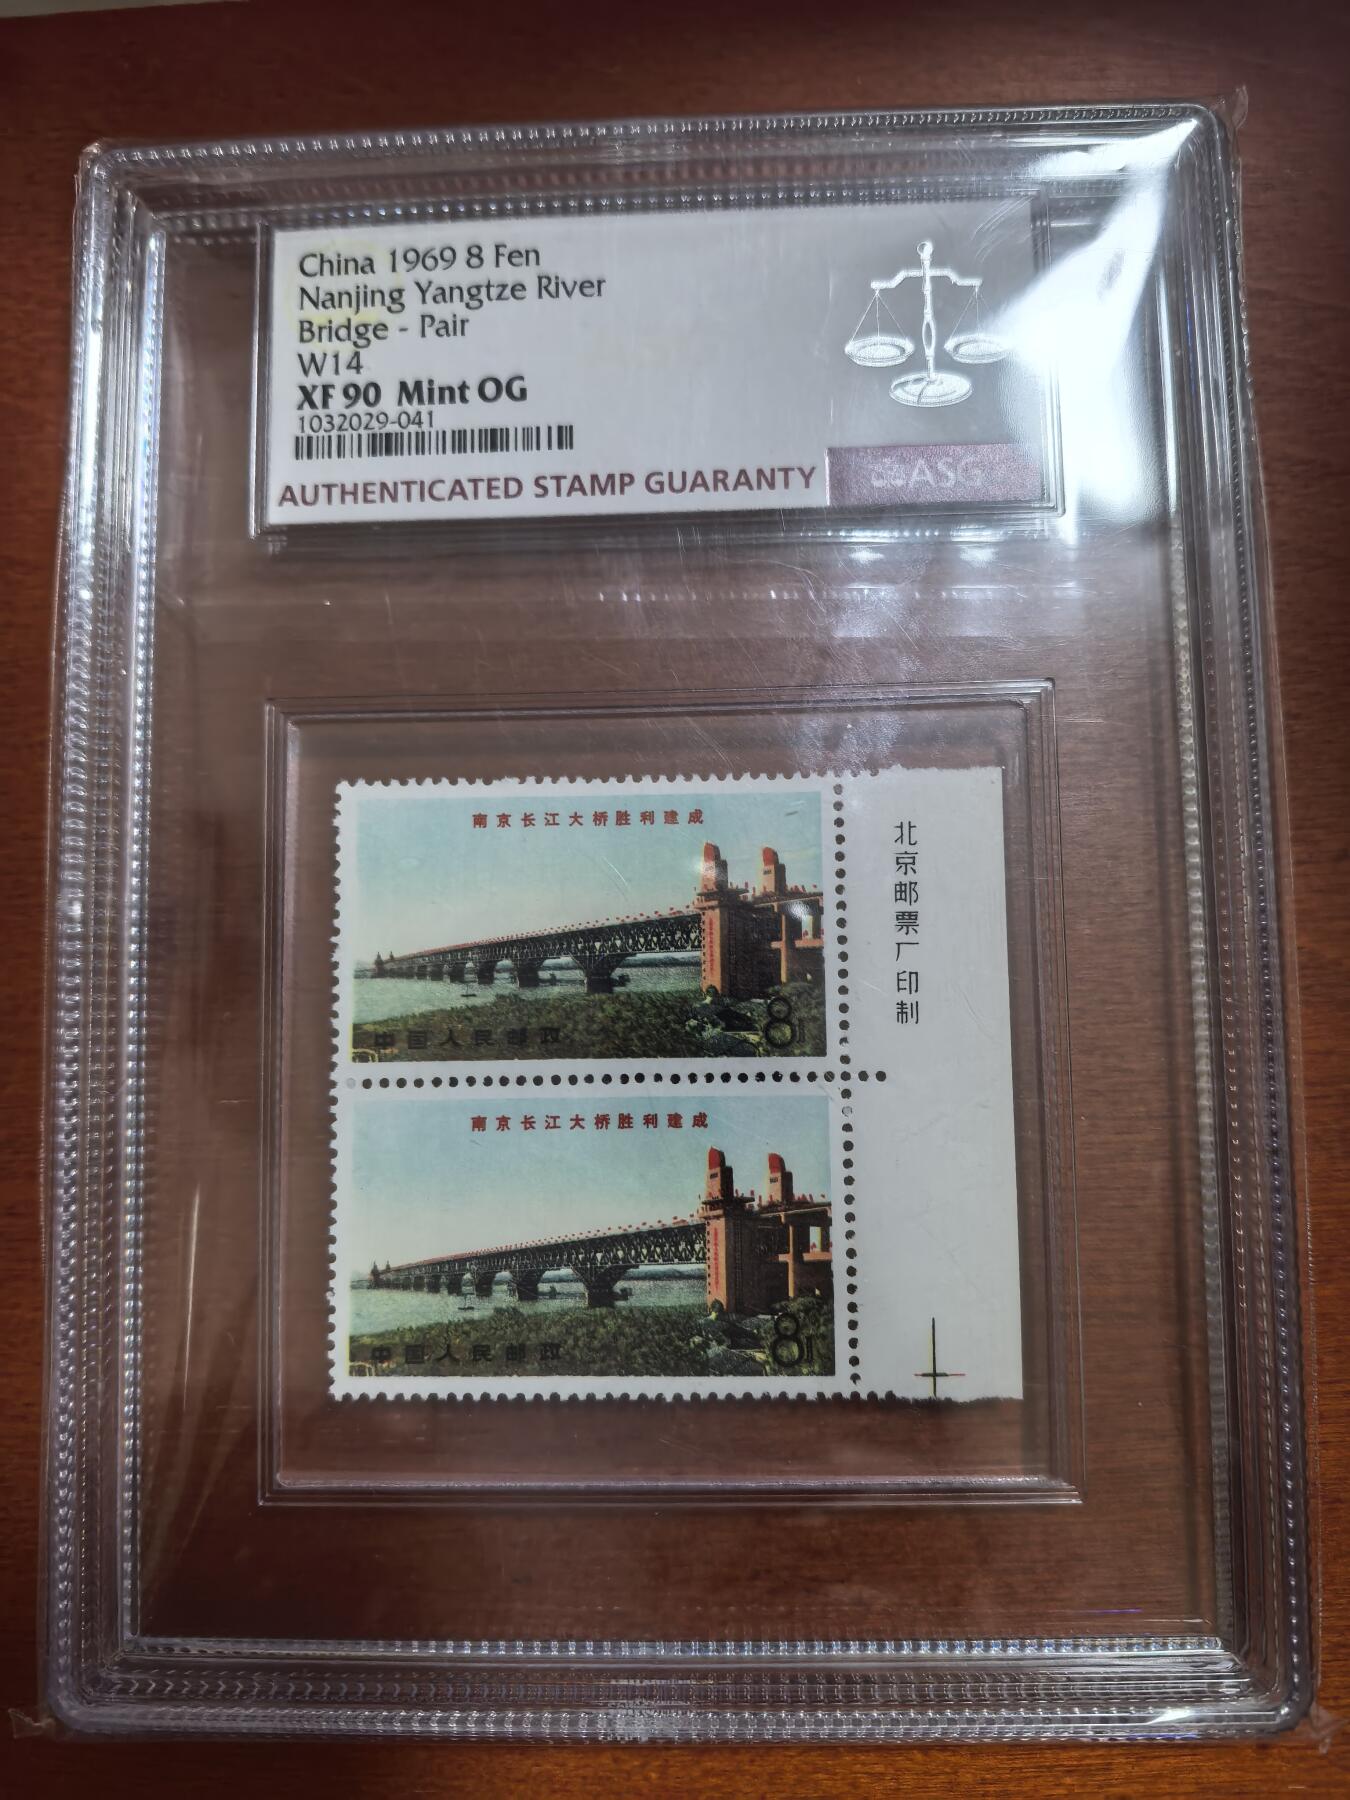 China 1969 8 Fen
Nanjing Yangtze River
Bridge - Pair
W14
XF 90 Mint OG
1032029-041
AUTHENTICATED STAMP GUARANTY
ASG
南京长江大桥胜利建成
中国人民邮政
8
北京邮票厂印制
南京长江大桥胜利建成
中国人民邮政
8